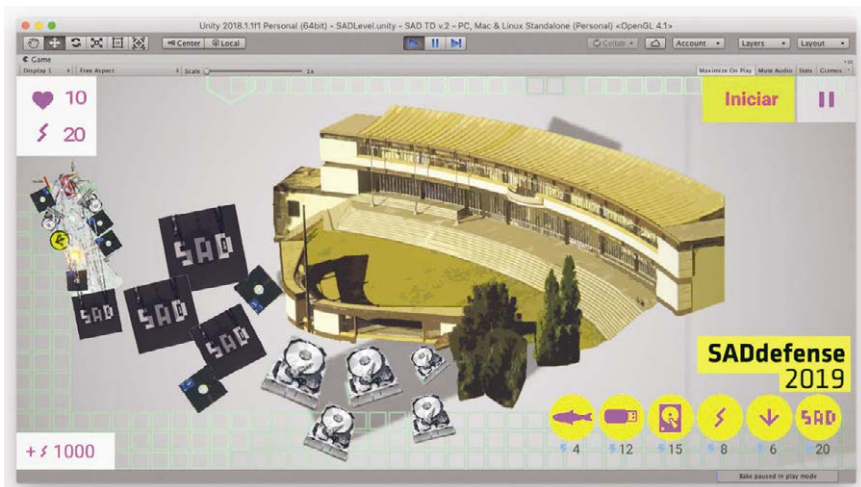 Unity 2018.1.1f1 Personal (64bit) - SADLevel.unity - SAD TD v.2 - PC, Mac & Linux Standalone (Personal) <OpenGL 4.1>
Center Local Collab Account Layers Layout
Game
Display 1 Free Aspect Scale 1x Maximize On Play Mute Audio Stats Gizmos
10
20
Iniciar
SAD
SAD
SAD
SAD
SADdefense
2019
SAD
4 12 15 8 6 20
+ 1000
Bake paused in play mode